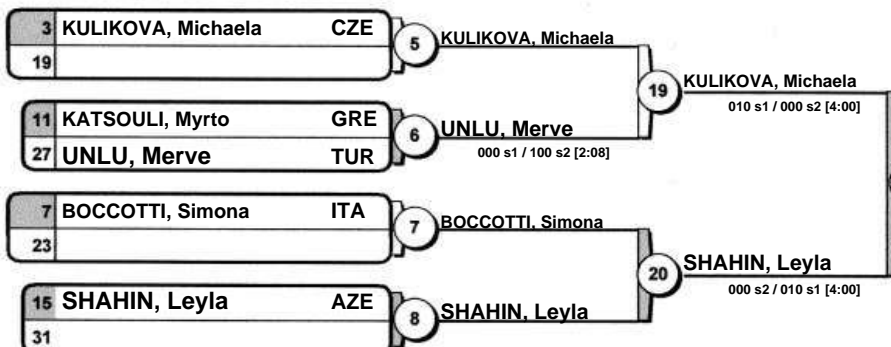 3 KULIKOVA, Michaela CZE
19
5
KULIKOVA, Michaela
11 KATSOULI, Myrto GRE
27 UNLU, Merve TUR
6
UNLU, Merve
000 s1 / 100 s2 [2:08]
19
KULIKOVA, Michaela
010 s1 / 000 s2 [4:00]
7 BOCCOTTI, Simona ITA
23
7
BOCCOTTI, Simona
15 SHAHIN, Leyla AZE
31
8
SHAHIN, Leyla
20
SHAHIN, Leyla
000 s2 / 010 s1 [4:00]